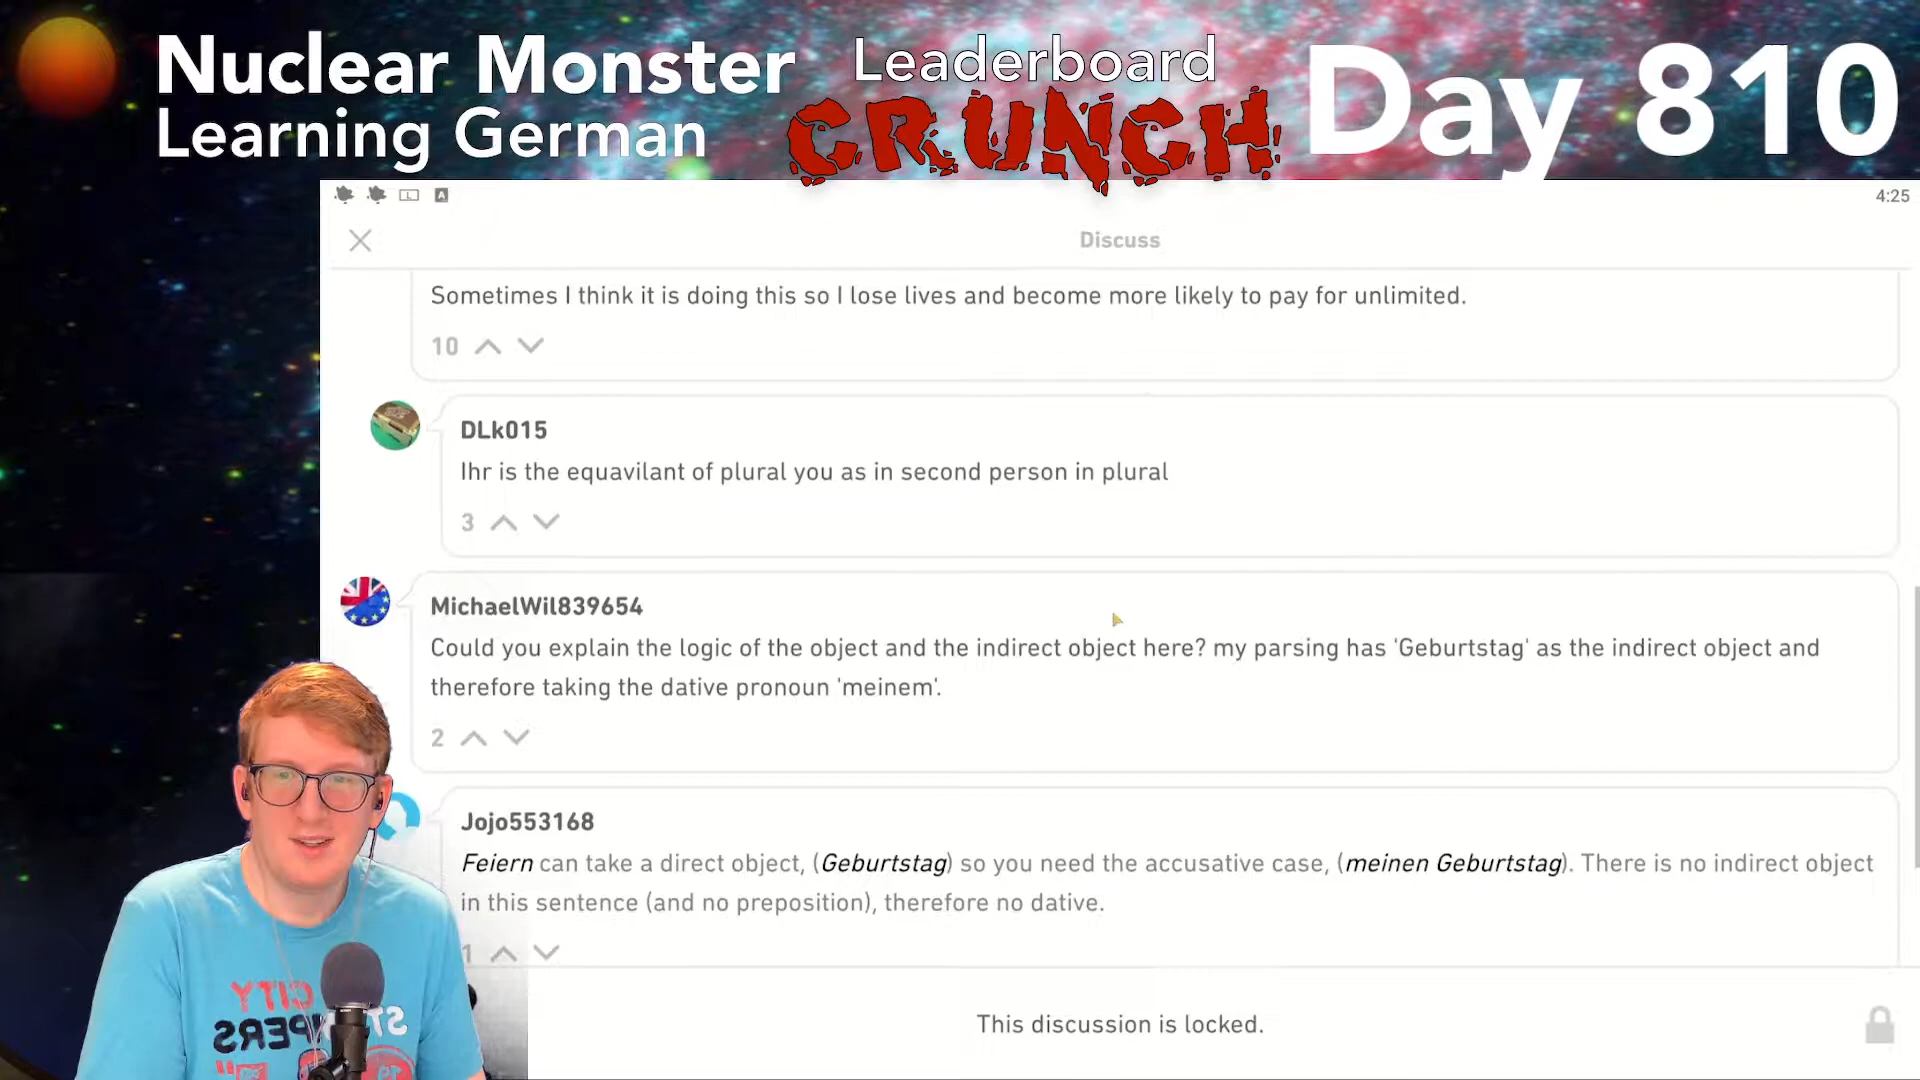 Nuclear Monster
Learning German
Leaderboard
CRUNCH
Day 810
L
A
4:25
Discuss
Sometimes I think it is doing this so I lose lives and become more likely to pay for unlimited.
10
DLk015
Ihr is the equavilant of plural you as in second person in plural
3
MichaelWil839654
Could you explain the logic of the object and the indirect object here? my parsing has 'Geburtstag' as the indirect object and
therefore taking the dative pronoun 'meinem'.
2
Jojo553168
Feiern can take a direct object, (Geburtstag) so you need the accusative case, (meinen Geburtstag). There is no indirect object
in this sentence (and no preposition), therefore no dative.
1
This discussion is locked.
CITY